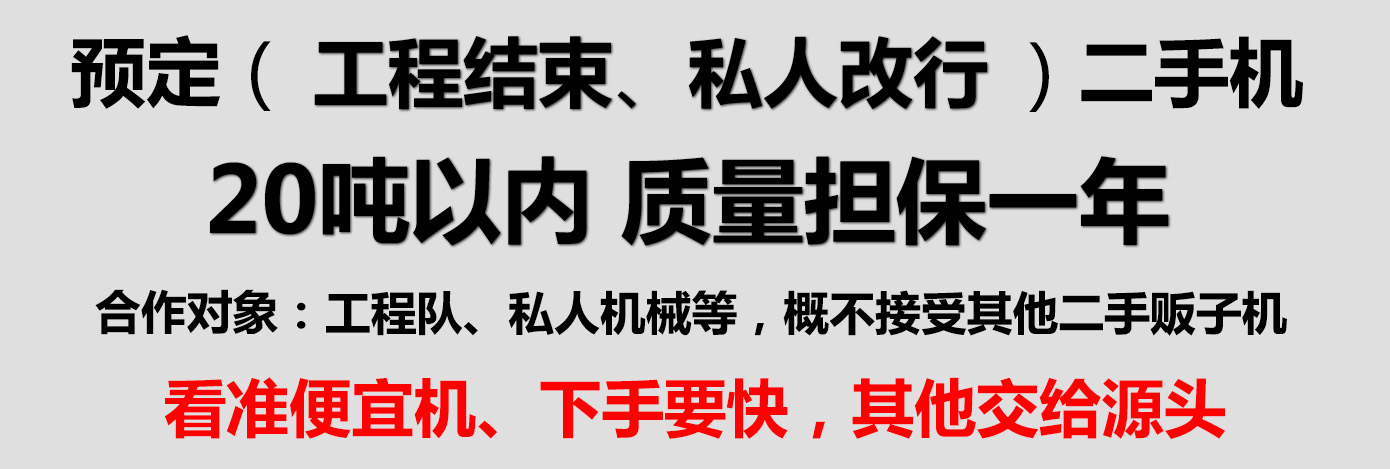 预定（ 工程结束、私人改行 ）二手机
20吨以内 质量担保一年
合作对象：工程队、私人机械等，概不接受其他二手贩子机
看准便宜机、下手要快，其他交给源头